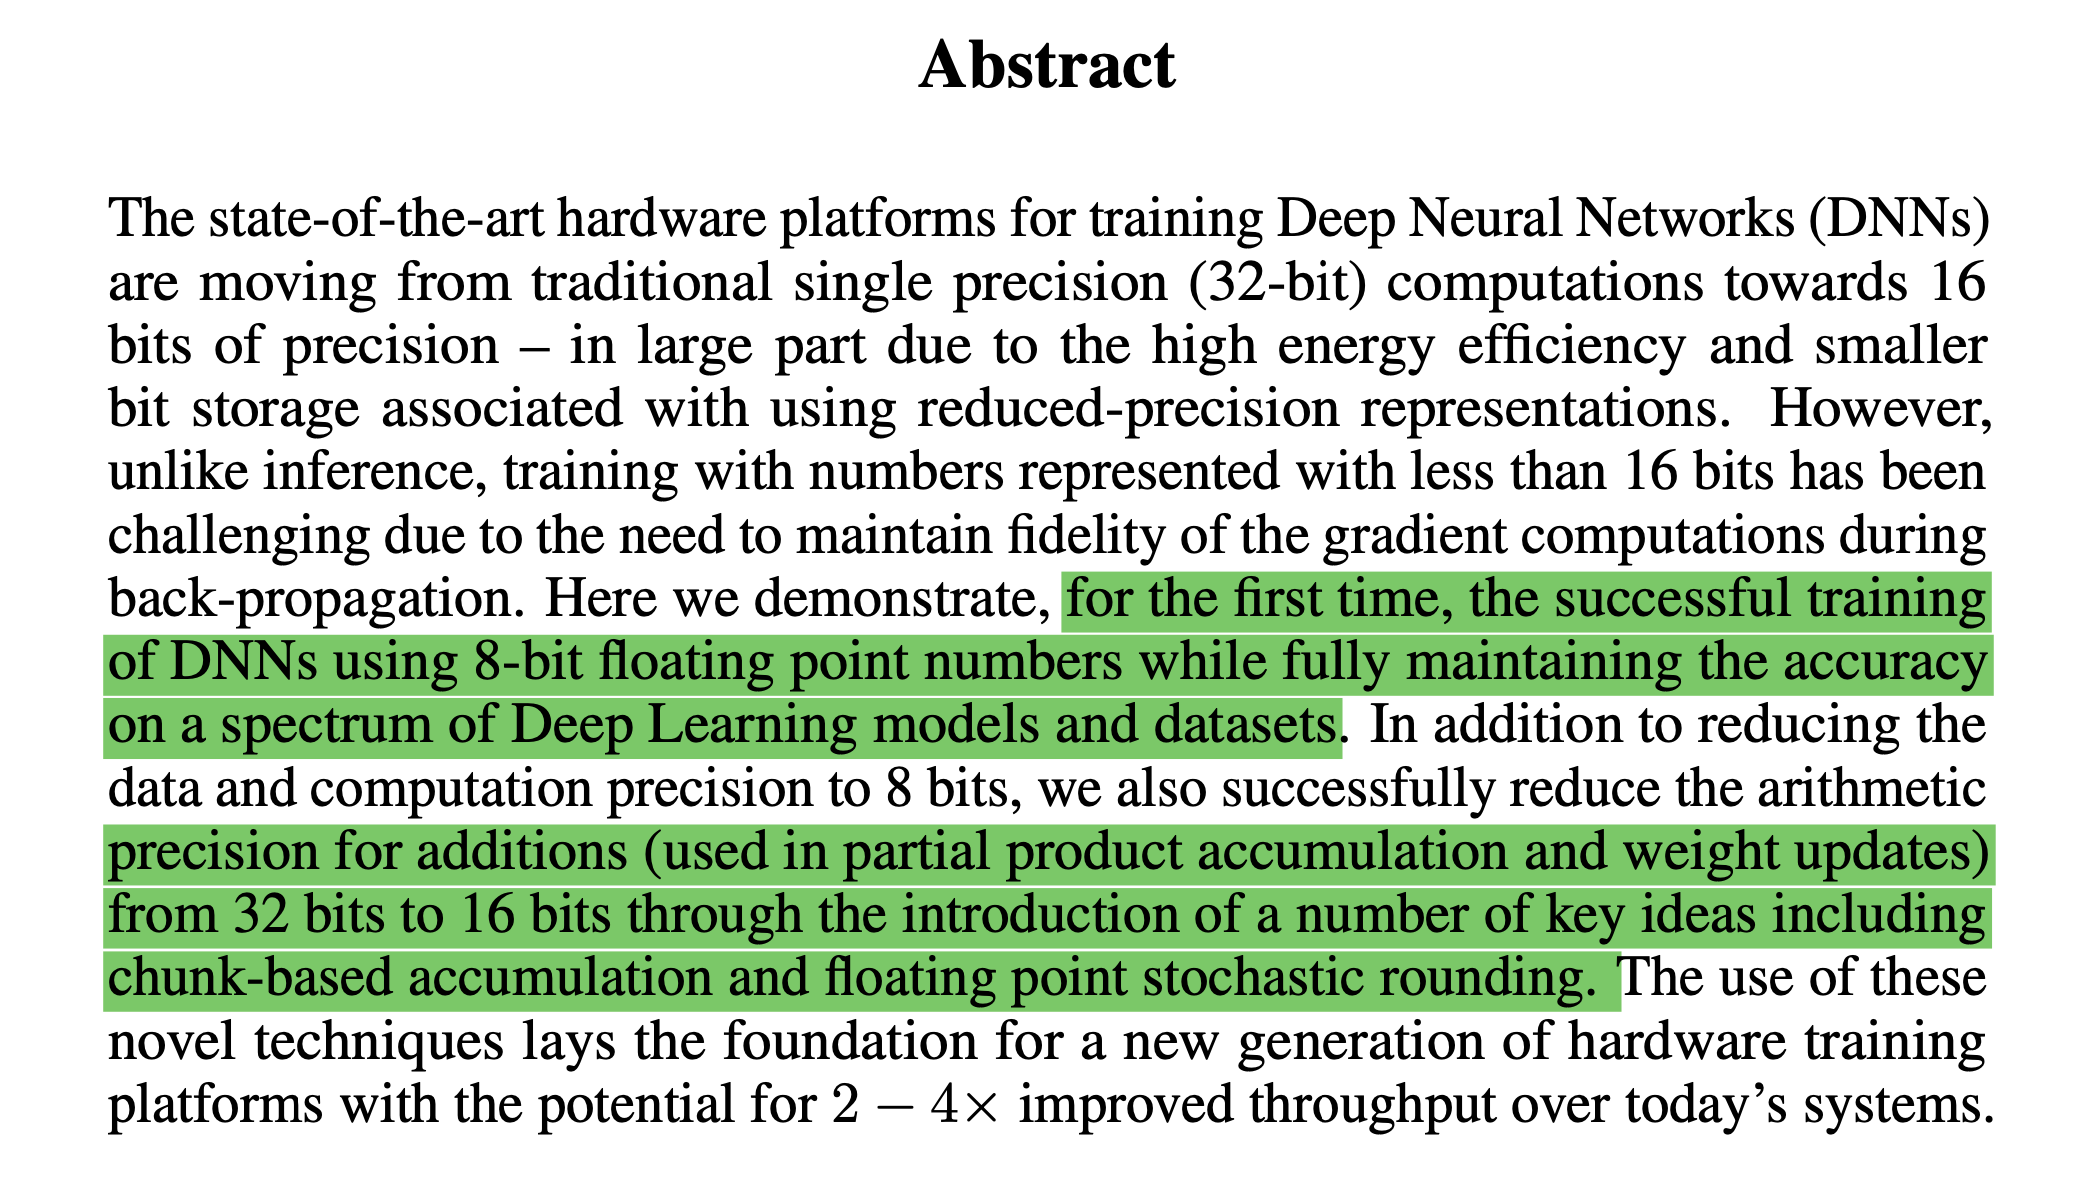 Abstract
The state-of-the-art hardware platforms for training Deep Neural Networks (DNNs)
are moving from traditional single precision (32-bit) computations towards 16
bits of precision – in large part due to the high energy efficiency and smaller
bit storage associated with using reduced-precision representations. However,
unlike inference, training with numbers represented with less than 16 bits has been
challenging due to the need to maintain fidelity of the gradient computations during
back-propagation. Here we demonstrate, for the first time, the successful training
of DNNs using 8-bit floating point numbers while fully maintaining the accuracy
on a spectrum of Deep Learning models and datasets. In addition to reducing the
data and computation precision to 8 bits, we also successfully reduce the arithmetic
precision for additions (used in partial product accumulation and weight updates)
from 32 bits to 16 bits through the introduction of a number of key ideas including
chunk-based accumulation and floating point stochastic rounding. The use of these
novel techniques lays the foundation for a new generation of hardware training
platforms with the potential for 2 − 4× improved throughput over today’s systems.